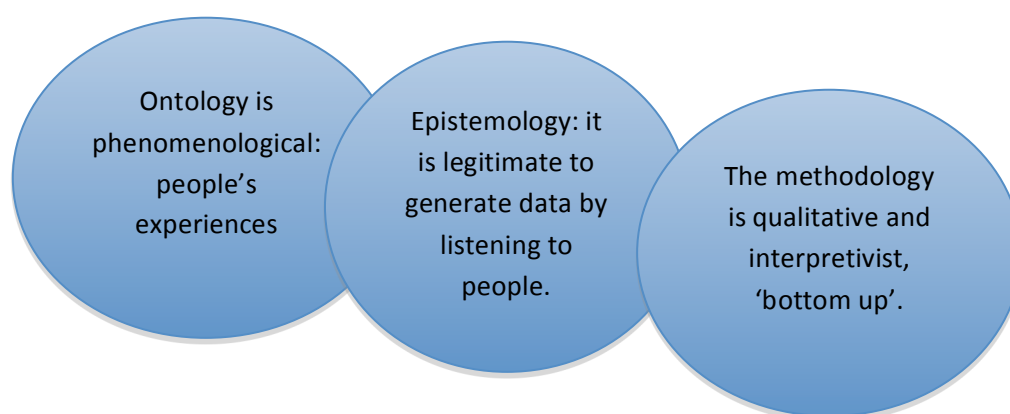 Ontology is
phenomenological:
people’s
experiences
Epistemology: it
is legitimate to
generate data by
listening to
people.
The methodology
is qualitative and
interpretivist,
‘bottom up’.